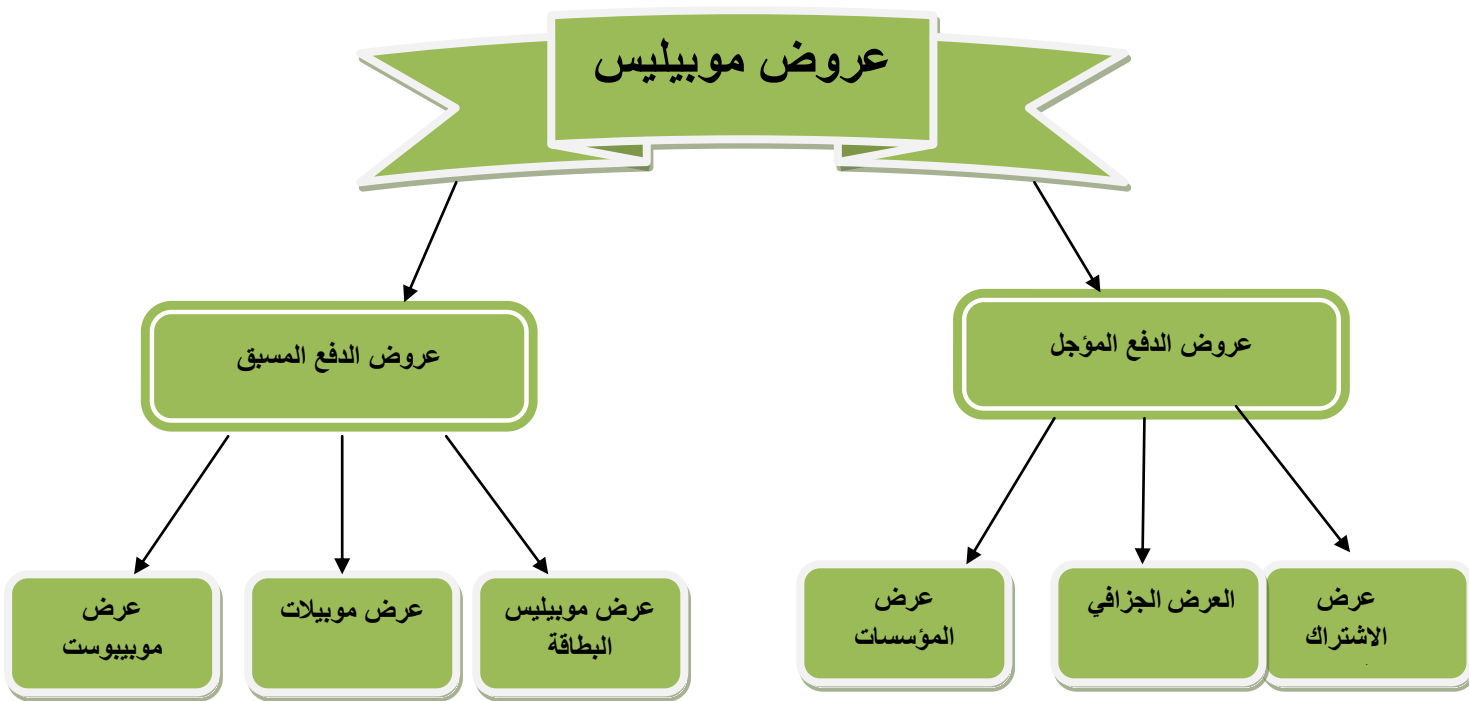 عروض موبيليس
عروض الدفع المؤجل
عروض الدفع المسبق
عرض
الاشتراك
العرض الجزافي
عرض
المؤسسات
عرض موبيليس
البطاقة
عرض موبيلات
عرض
موبيبوست